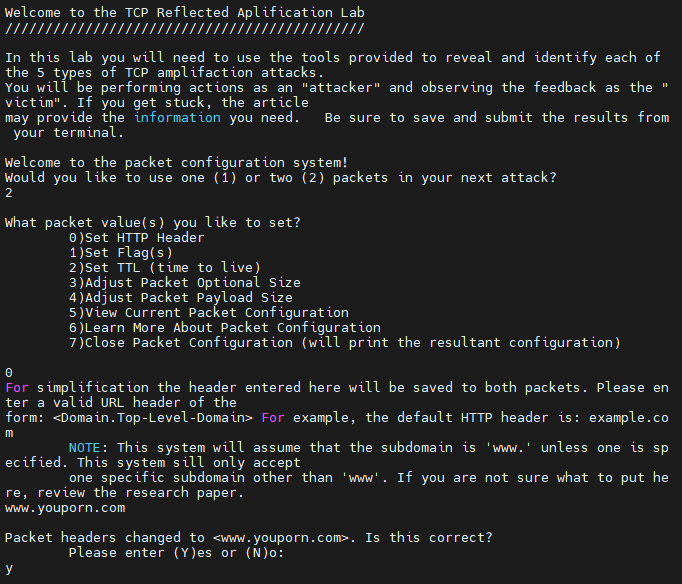 Welcome to the TCP Reflected Aplification Lab
/////////////////////////////////////////////
In this lab you will need to use the tools provided to reveal and identify each of
the 5 types of TCP amplifaction attacks.
You will be performing actions as an "attacker" and observing the feedback as the "
victim". If you get stuck, the article
may provide the information you need.   Be sure to save and submit the results from
 your terminal.
Welcome to the packet configuration system!
Would you like to use one (1) or two (2) packets in your next attack?
2
What packet value(s) you like to set?
        0)Set HTTP Header
        1)Set Flag(s)
        2)Set TTL (time to live)
        3)Adjust Packet Optional Size
        4)Adjust Packet Payload Size
        5)View Current Packet Configuration
        6)Learn More About Packet Configuration
        7)Close Packet Configuration (will print the resultant configuration)
0
For simplification the header entered here will be saved to both packets. Please en
ter a valid URL header of the
form: <Domain.Top-Level-Domain> For example, the default HTTP header is: example.co
m
        NOTE: This system will assume that the subdomain is 'www.' unless one is sp
ecified. This system sill only accept
        one specific subdomain other than 'www'. If you are not sure what to put he
re, review the research paper.
www.youporn.com
Packet headers changed to <www.youporn.com>. Is this correct?
        Please enter (Y)es or (N)o:
y